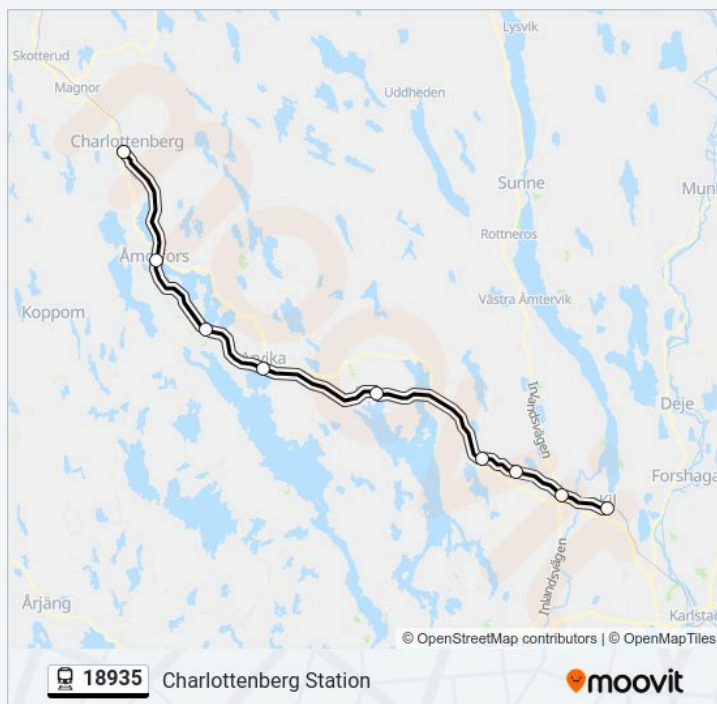 Lysvik
Skotterud
Magnor
Uddheden
Charlottenberg
Sunne
Rottneros
Åmotfors
Koppom
Västra Ämtervik
Arvika
Inlandsvägen
Deje
Forshaga
Kil
Inlandsvägen
Årjäng
Karlstad
© OpenStreetMap contributors | © OpenMapTiles
18935 Charlottenberg Station moovit
moovit